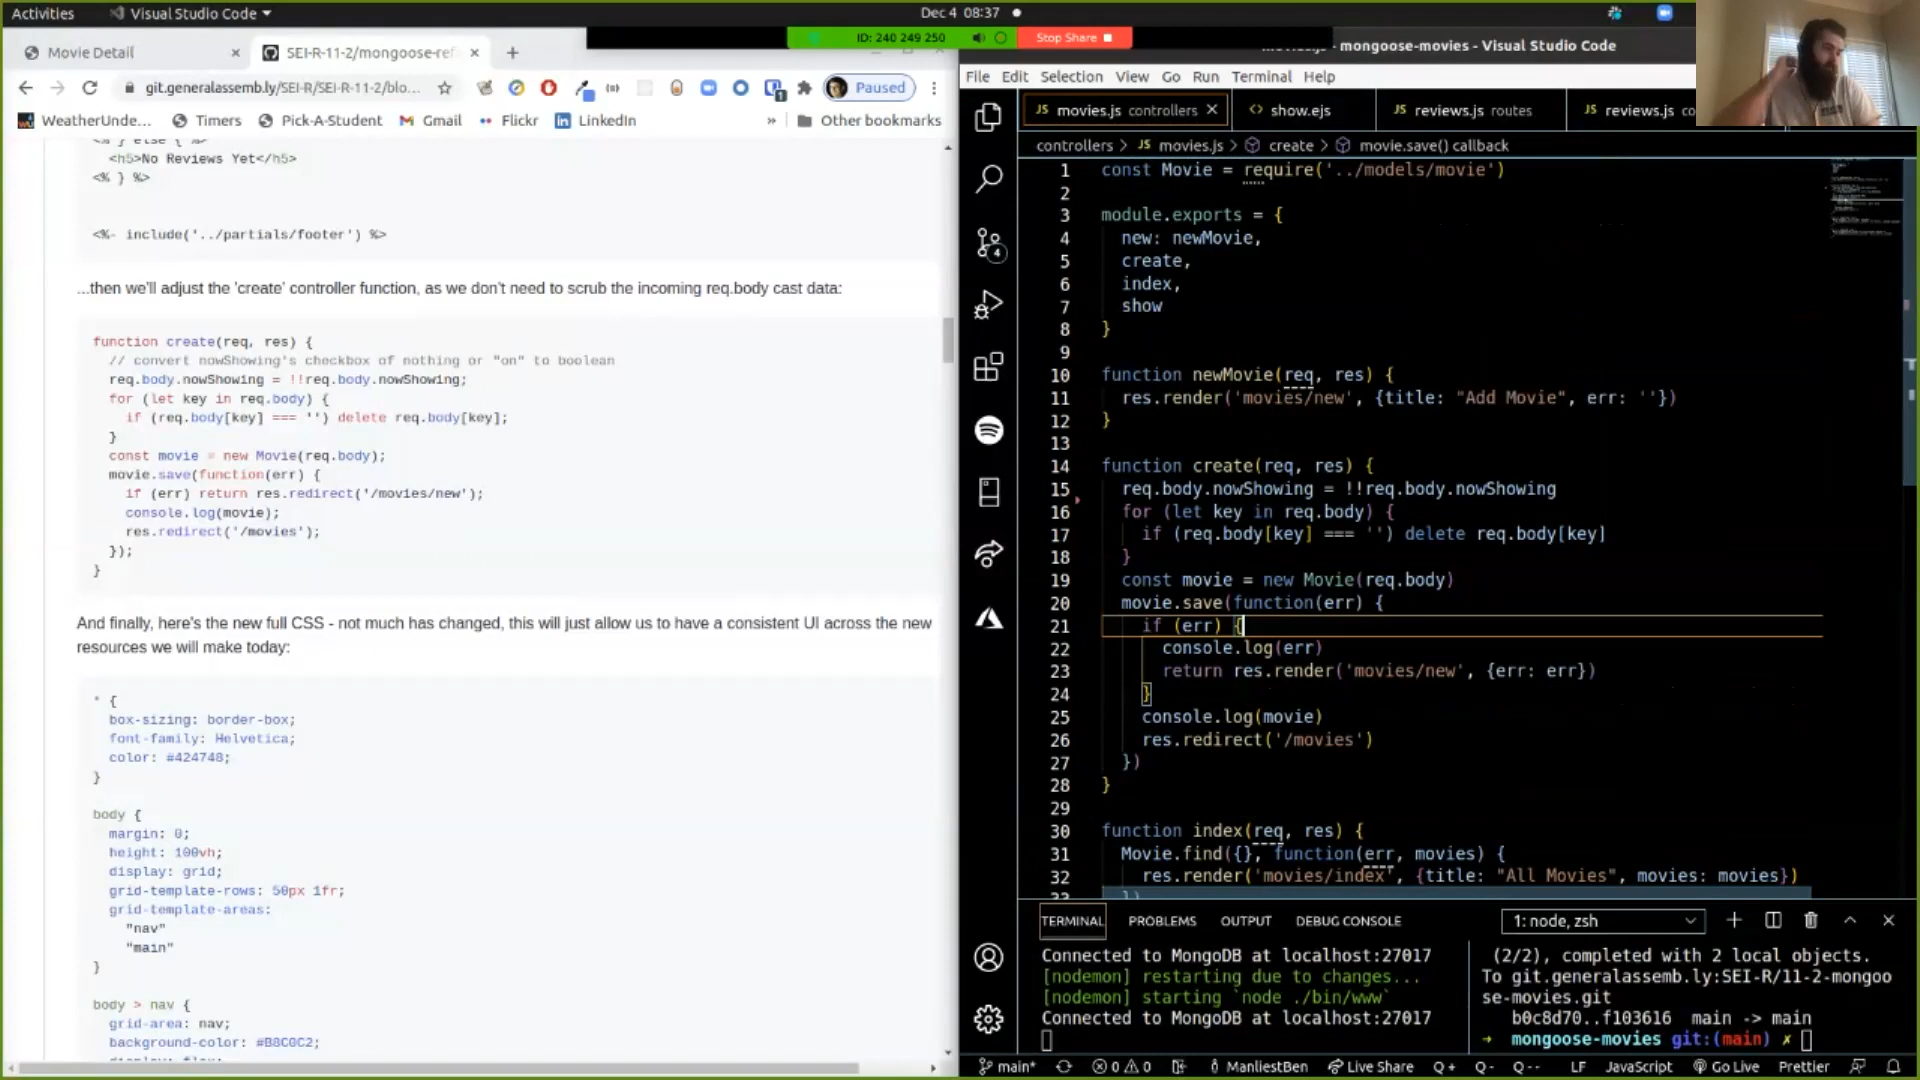 Activities
Visual Studio Code
Dec 4 08:37
ID: 240 249 250
Stop Share
Movie Detail
SEI-R-11-2/mongoose-ref
- mongoose-movies - Visual Studio Code
git.generalassemb.ly/SEI-R/SEI-R-11-2/blo...
Paused
WeatherUnde...
Timers
Pick-A-Student
Gmail
Flickr
LinkedIn
»
Other bookmarks
<% } else { %>
<h5>No Reviews Yet</h5>
<% } %>
<%- include('../partials/footer') %>
...then we'll adjust the 'create' controller function, as we don't need to scrub the incoming req.body cast data:
function create(req, res) {
// convert nowShowing's checkbox of nothing or "on" to boolean
req.body.nowShowing = !!req.body.nowShowing;
for (let key in req.body) {
if (req.body[key] === '') delete req.body[key];
}
const movie = new Movie(req.body);
movie.save(function(err) {
if (err) return res.redirect('/movies/new');
console.log(movie);
res.redirect('/movies');
});
}
And finally, here's the new full CSS - not much has changed, this will just allow us to have a consistent UI across the new
resources we will make today:
* {
box-sizing: border-box;
font-family: Helvetica;
color: #424748;
}
body {
margin: 0;
height: 100vh;
display: grid;
grid-template-rows: 50px 1fr;
grid-template-areas:
"nav"
"main"
}
body > nav {
grid-area: nav;
background-color: #B8C0C2;
File Edit Selection View Go Run Terminal Help
JS movies.js controllers
<> show.ejs
JS reviews.js routes
JS reviews.js co
controllers > JS movies.js > create > movie.save() callback
1 const Movie = require('../models/movie')
2
3 module.exports = {
4 new: newMovie,
5 create,
6 index,
7 show
8 }
9
10 function newMovie(req, res) {
11 res.render('movies/new', {title: "Add Movie", err: ''})
12 }
13
14 function create(req, res) {
15 req.body.nowShowing = !!req.body.nowShowing
16 for (let key in req.body) {
17 if (req.body[key] === '') delete req.body[key]
18 }
19 const movie = new Movie(req.body)
20 movie.save(function(err) {
21 if (err) {
22 console.log(err)
23 return res.render('movies/new', {err: err})
24 }
25 console.log(movie)
26 res.redirect('/movies')
27 })
28 }
29
30 function index(req, res) {
31 Movie.find({}, function(err, movies) {
32 res.render('movies/index', {title: "All Movies", movies: movies})
4
TERMINAL PROBLEMS OUTPUT DEBUG CONSOLE
1: node, zsh
Connected to MongoDB at localhost:27017
[nodemon] restarting due to changes...
[nodemon] starting `node ./bin/www`
Connected to MongoDB at localhost:27017
(2/2), completed with 2 local objects.
To git.generalassemb.ly:SEI-R/11-2-mongoo
se-movies.git
b0c8d70..f103616 main -> main
→ mongoose-movies git:(main) ✗
main*
0 0
ManliestBen
Live Share
Q+
Q-
Q--
LF
JavaScript
Go Live
Prettier